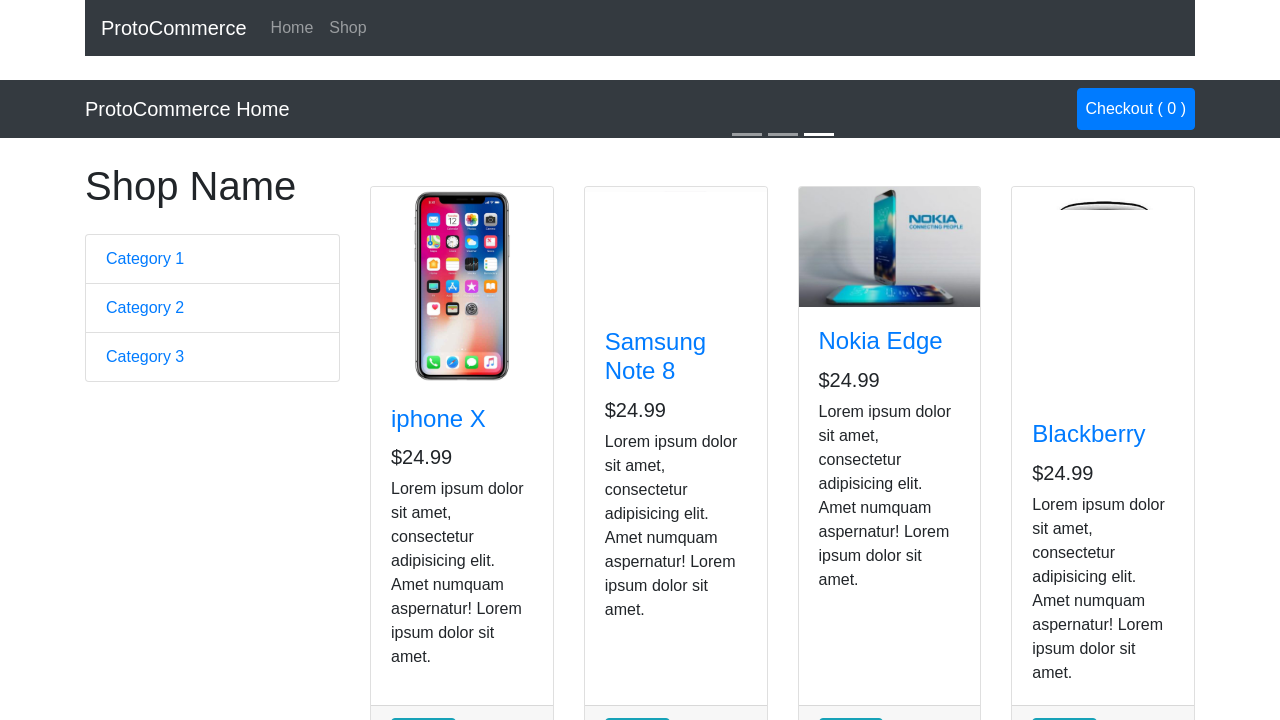 ProtoCommerce Home Shop
ProtoCommerce Home
Checkout ( 0 )
Shop Name
Category 1
Category 2
Category 3
iphone X
$24.99
Lorem ipsum dolor
sit amet,
consectetur
adipisicing elit.
Amet numquam
aspernatur! Lorem
ipsum dolor sit
amet.
Samsung
Note 8
$24.99
Lorem ipsum dolor
sit amet,
consectetur
adipisicing elit.
Amet numquam
aspernatur! Lorem
ipsum dolor sit
amet.
NOKIA
CONNECTING PEOPLE
Nokia Edge
$24.99
Lorem ipsum dolor
sit amet,
consectetur
adipisicing elit.
Amet numquam
aspernatur! Lorem
ipsum dolor sit
amet.
Blackberry
$24.99
Lorem ipsum dolor
sit amet,
consectetur
adipisicing elit.
Amet numquam
aspernatur! Lorem
ipsum dolor sit
amet.